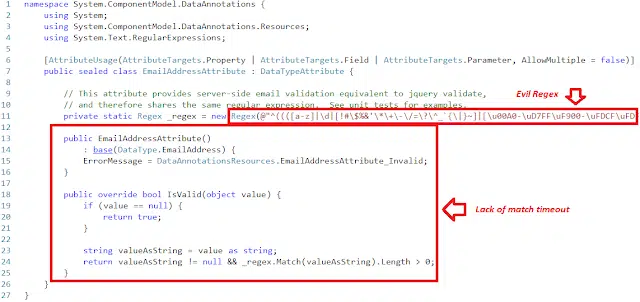 1 namespace System.ComponentModel.DataAnnotations {
2 using System;
3 using System.ComponentModel.DataAnnotations.Resources;
4 using System.Text.RegularExpressions;
5
6 [AttributeUsage(AttributeTargets.Property | AttributeTargets.Field | AttributeTargets.Parameter, AllowMultiple = false)]
7 public sealed class EmailAddressAttribute : DataTypeAttribute {
8
Evil Regex
9 // This attribute provides server-side email validation equivalent to jquery validate,
10 // and therefore shares the same regular expression. See unit tests for examples.
11 private static Regex _regex = new Regex(@"^((([a-z]|\d|[!#\$%&'\*\+\-\/=\?\^_`{\|}~]|[\u00A0-\uD7FF\uF900-\uFDCF\uFD
12
13 public EmailAddressAttribute()
14 : base(DataType.EmailAddress) {
15 ErrorMessage = DataAnnotationsResources.EmailAddressAttribute_Invalid;
16 }
17
18 public override bool IsValid(object value) {
19 if (value == null) {
20 return true;
21 }
Lack of match timeout
22
23 string valueAsString = value as string;
24 return valueAsString != null && _regex.Match(valueAsString).Length > 0;
25 }
26 }
27 }